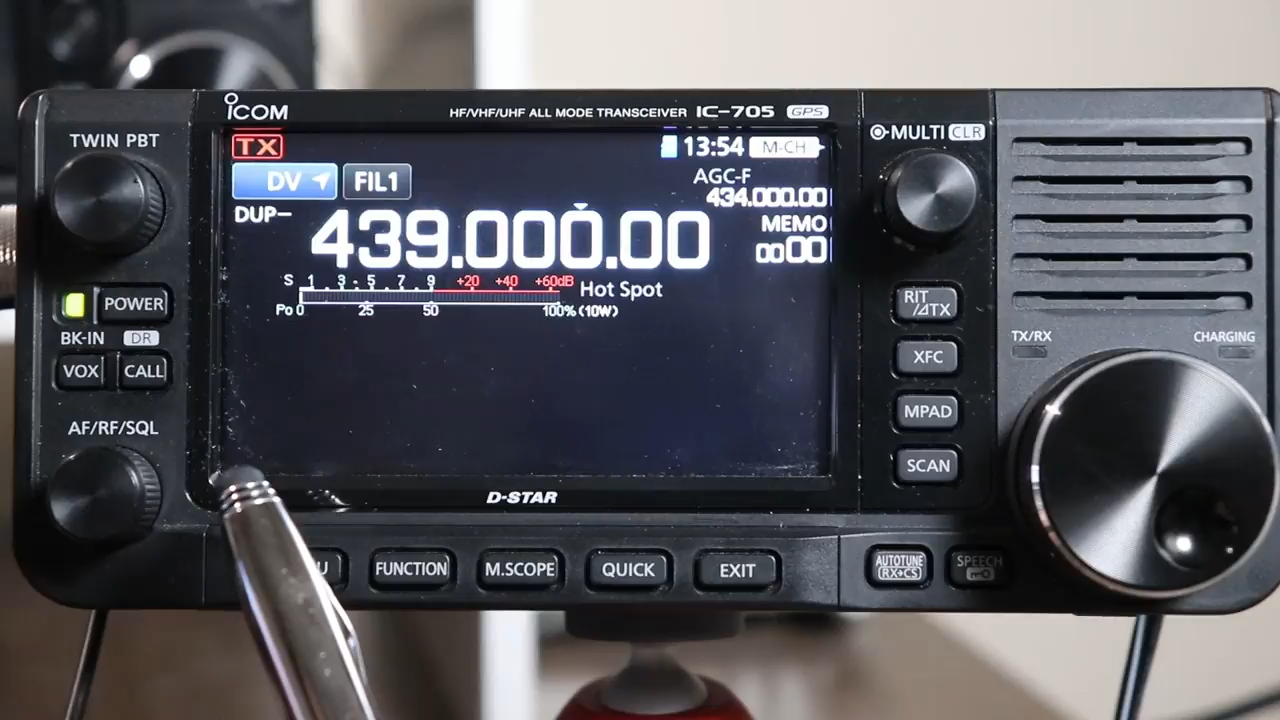 ICOM
HF/VHF/UHF ALL MODE TRANSCEIVER IC-705 GPS
TWIN PBT
MULTI CLR
TX
13:54 M-CH
DV FIL1
AGC-F
434.000.00
DUP−
439.000.00
MEMO
0000
S 1 . 3 - 5 . 7 . 9 +20 +40 +60dB
Hot Spot
Po 0 25 50 100% (10W)
POWER
BK-IN DR
VOX CALL
AF/RF/SQL
RIT
/⊿TX
XFC
MPAD
SCAN
TX/RX
CHARGING
D-STAR
U
FUNCTION
M.SCOPE
QUICK
EXIT
AUTOTUNE
RX→CS
SPEECH